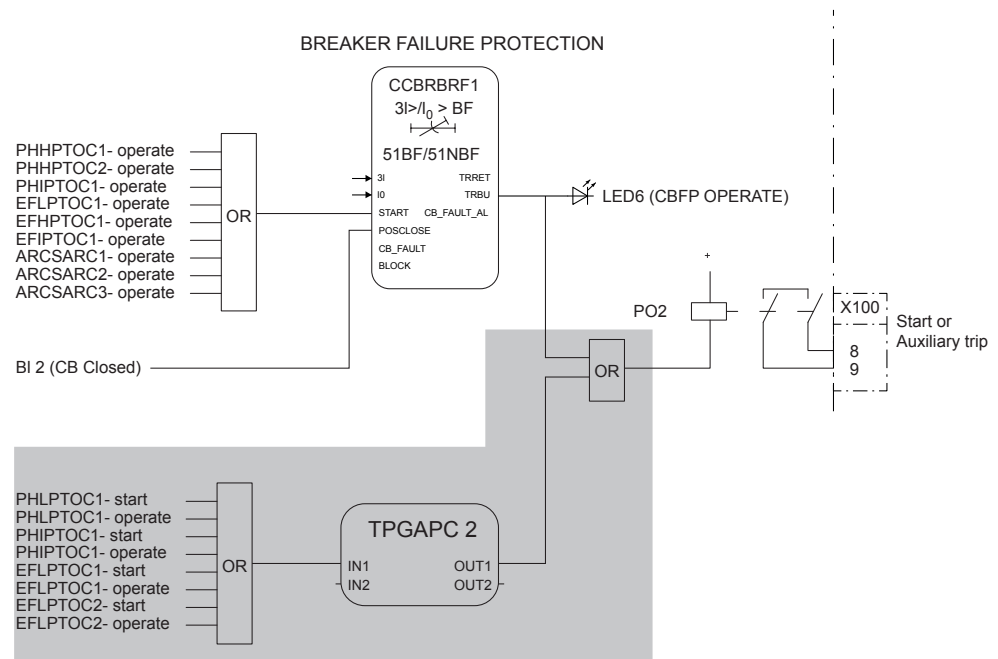 BREAKER FAILURE PROTECTION
CCBRBRF1
3I>/I0 > BF
51BF/51NBF
3I TRRET
I0 TRBU
START CB_FAULT_AL
POSCLOSE
CB_FAULT
BLOCK
PHHPTOC1- operate
PHHPTOC2- operate
PHIPTOC1- operate
EFLPTOC1- operate
EFHPTOC1- operate
EFIPTOC1- operate
ARCSARC1- operate
ARCSARC2- operate
ARCSARC3- operate
OR
LED6 (CBFP OPERATE)
BI 2 (CB Closed)
+
PO2
X100
8
9
Start or
Auxiliary trip
OR
PHLPTOC1- start
PHLPTOC1- operate
PHIPTOC1- start
PHIPTOC1- operate
EFLPTOC1- start
EFLPTOC1- operate
EFLPTOC2- start
EFLPTOC2- operate
OR
TPGAPC 2
IN1 OUT1
IN2 OUT2